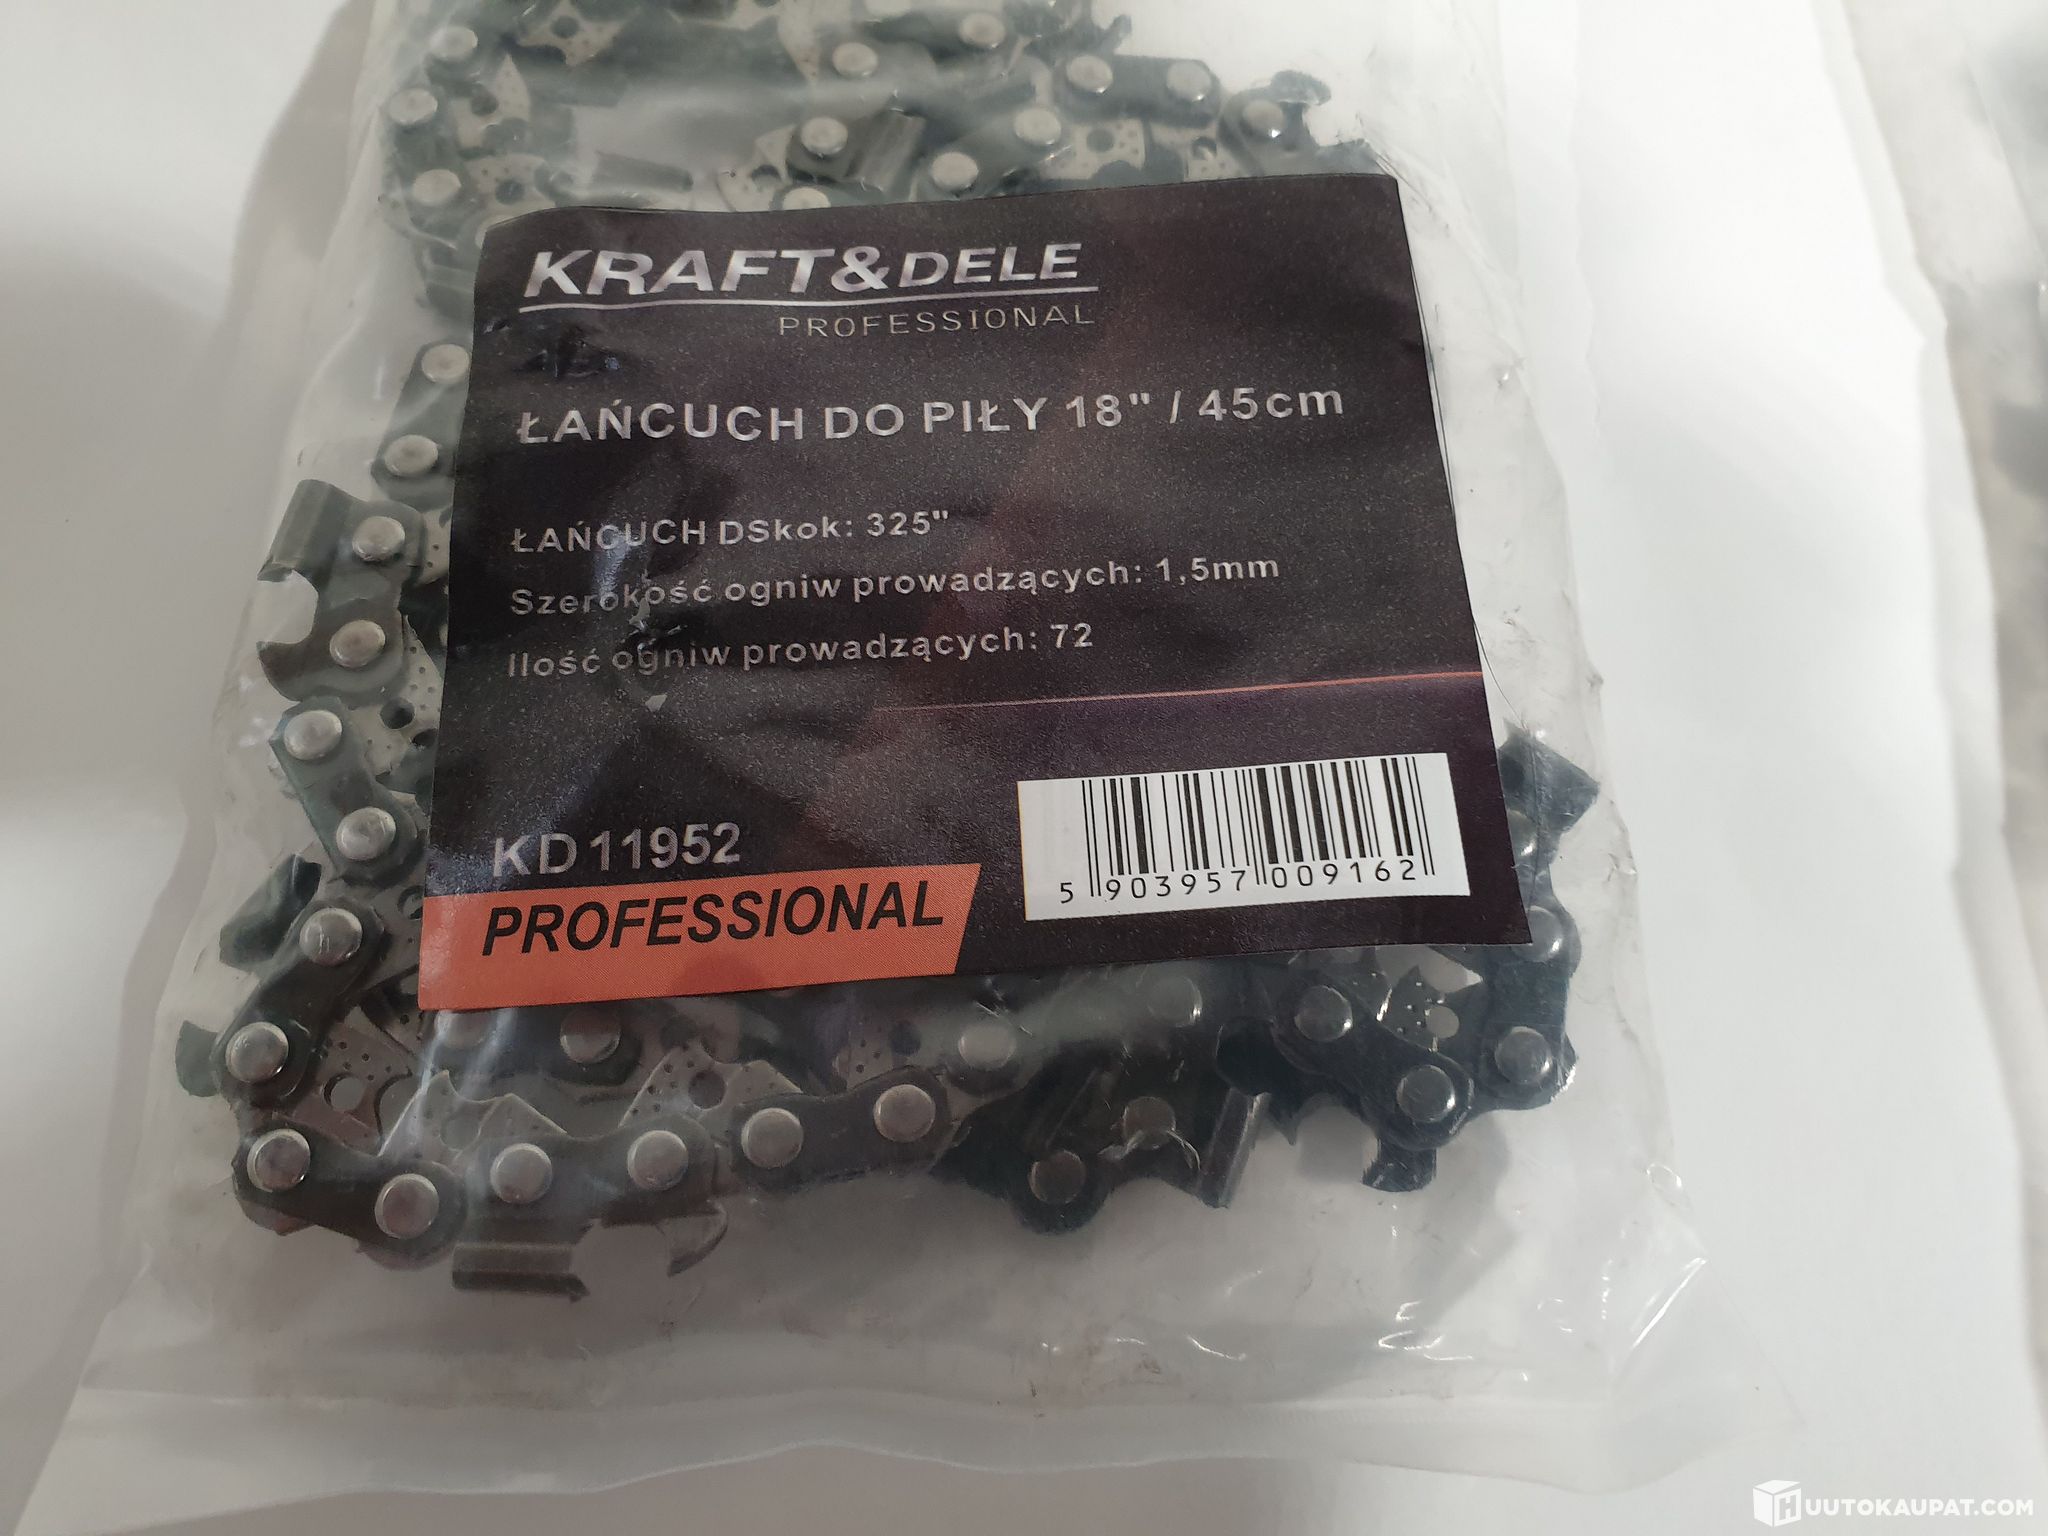 KRAFT&DELE
PROFESSIONAL
ŁAŃCUCH DO PIŁY 18" / 45cm
ŁAŃCUCH DSkok: 325"
Szerokość ogniw prowadzących: 1,5mm
Ilość ogniw prowadzących: 72
KD11952
PROFESSIONAL
5 903957 009162
HUUTOKAUPAT.COM